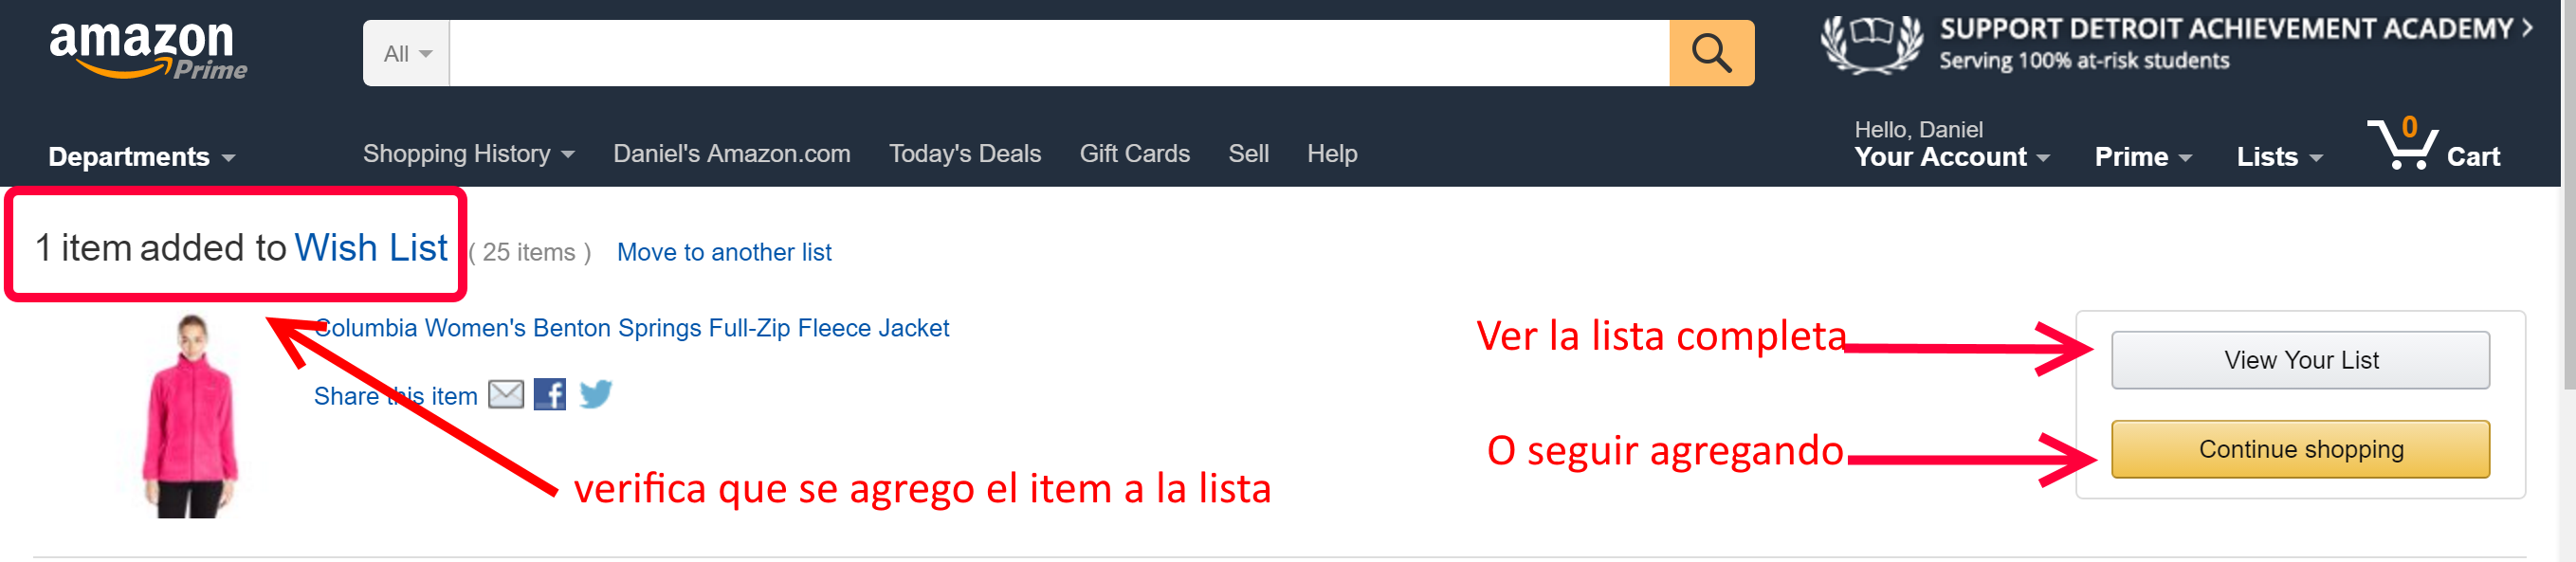 amazon
Prime
All
SUPPORT DETROIT ACHIEVEMENT ACADEMY >
Serving 100% at-risk students
Departments
Shopping History
Daniel's Amazon.com
Today's Deals
Gift Cards
Sell
Help
Hello, Daniel
Your Account
Prime
Lists
0
Cart
1 item added to Wish List ( 25 items ) Move to another list
Columbia Women's Benton Springs Full-Zip Fleece Jacket
Share this item
Ver la lista completa
View Your List
O seguir agregando
Continue shopping
verifica que se agrego el item a la lista